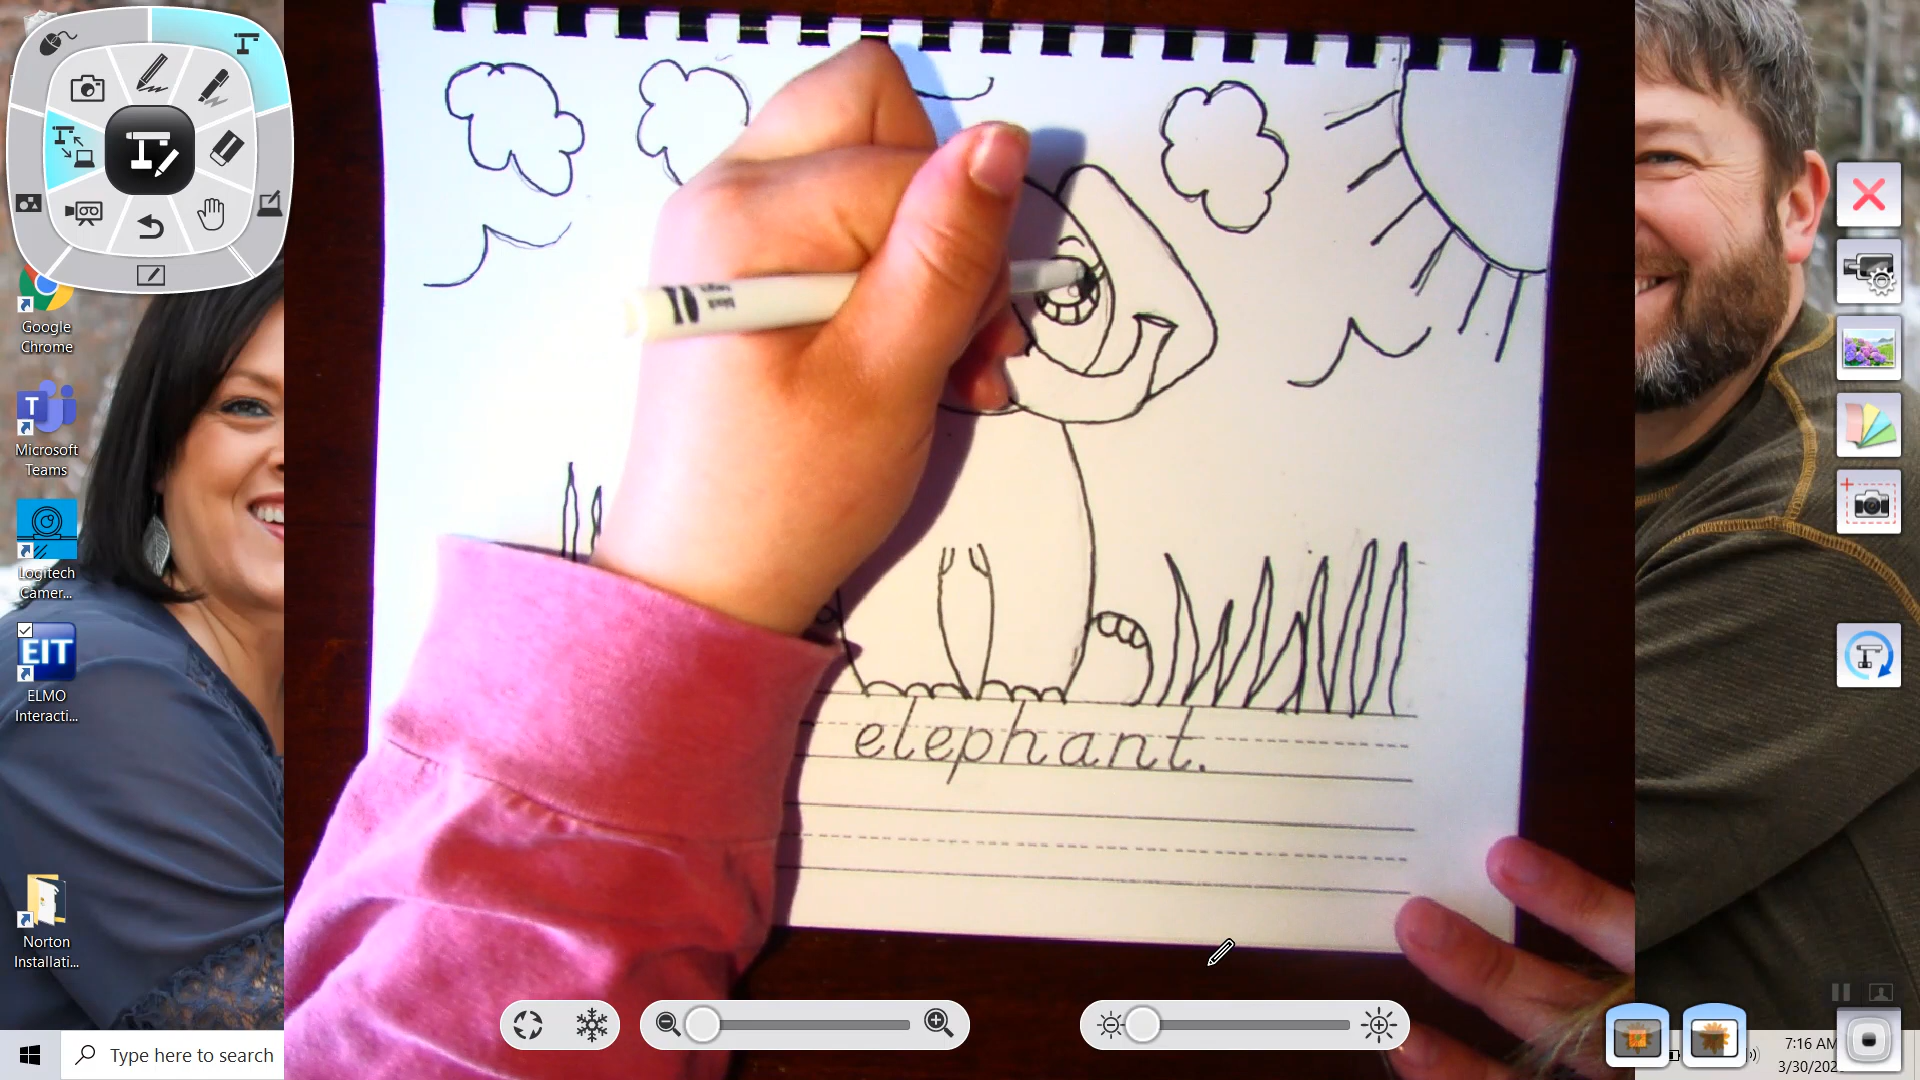 Google
Chrome
Microsoft
Teams
Logitech
Camer...
EIT
ELMO
Interacti...
Norton
Installati...
elephant.
Type here to search
7:16 AM